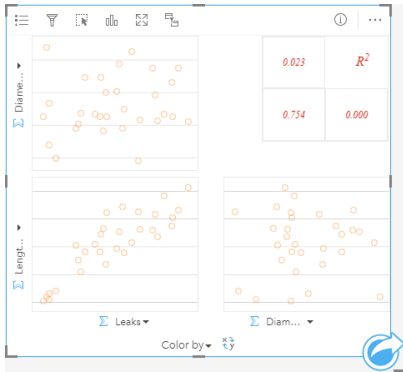 0.023 R²
Diame...
0.754 0.000
Lengt...
Leaks Diam...
Color by x y